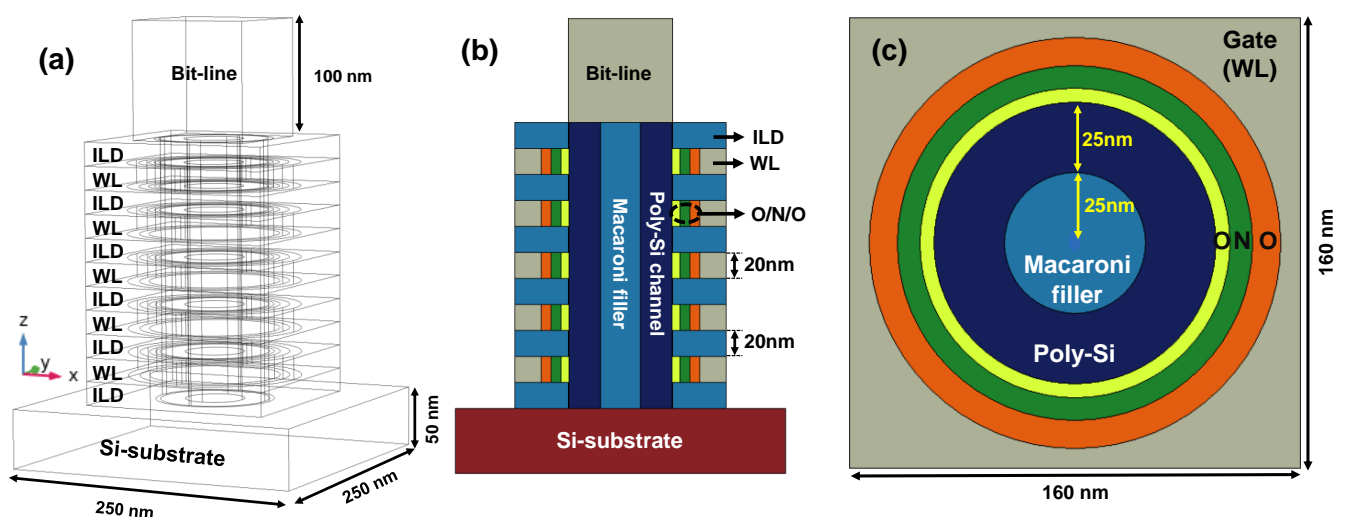 (a)
Bit-line
100 nm
ILD
WL
ILD
WL
ILD
WL
ILD
WL
ILD
WL
ILD
z
y
x
Si-substrate
50 nm
250 nm
250 nm
(b)
Bit-line
ILD
WL
O/N/O
20nm
20nm
Macaroni filler
Poly-Si channel
Si-substrate
(c)
Gate
(WL)
25nm
25nm
O N O
Macaroni
filler
Poly-Si
160 nm
160 nm